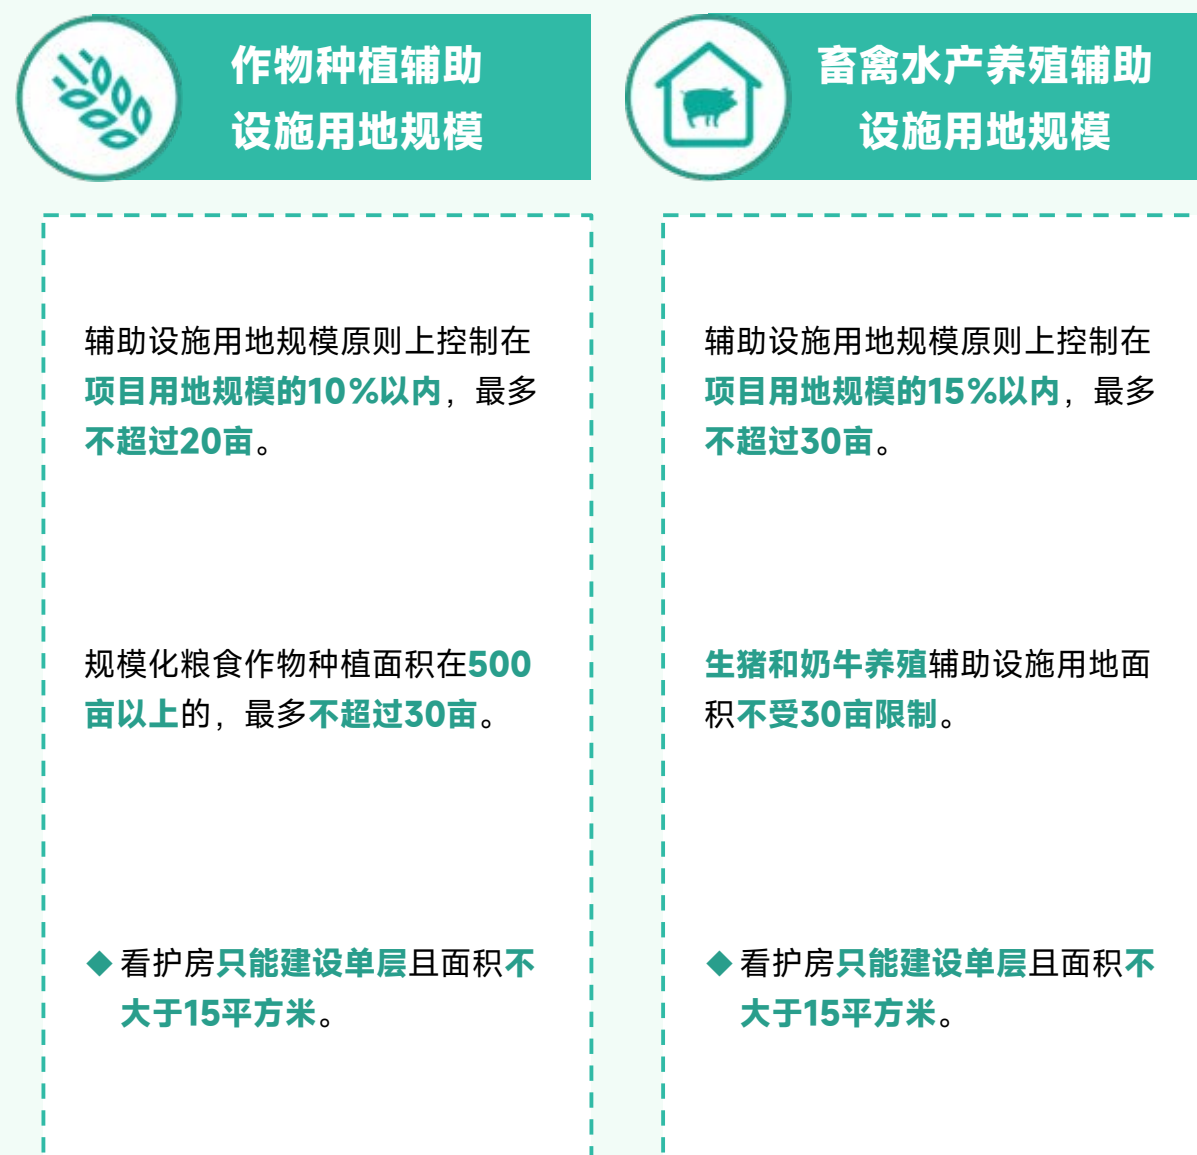 作物种植辅助
设施用地规模
辅助设施用地规模原则上控制在
项目用地规模的10%以内，最多
不超过20亩。
规模化粮食作物种植面积在500
亩以上的，最多不超过30亩。
◆看护房只能建设单层且面积不
大于15平方米。
畜禽水产养殖辅助
设施用地规模
辅助设施用地规模原则上控制在
项目用地规模的15%以内，最多
不超过30亩。
生猪和奶牛养殖辅助设施用地面
积不受30亩限制。
◆看护房只能建设单层且面积不
大于15平方米。